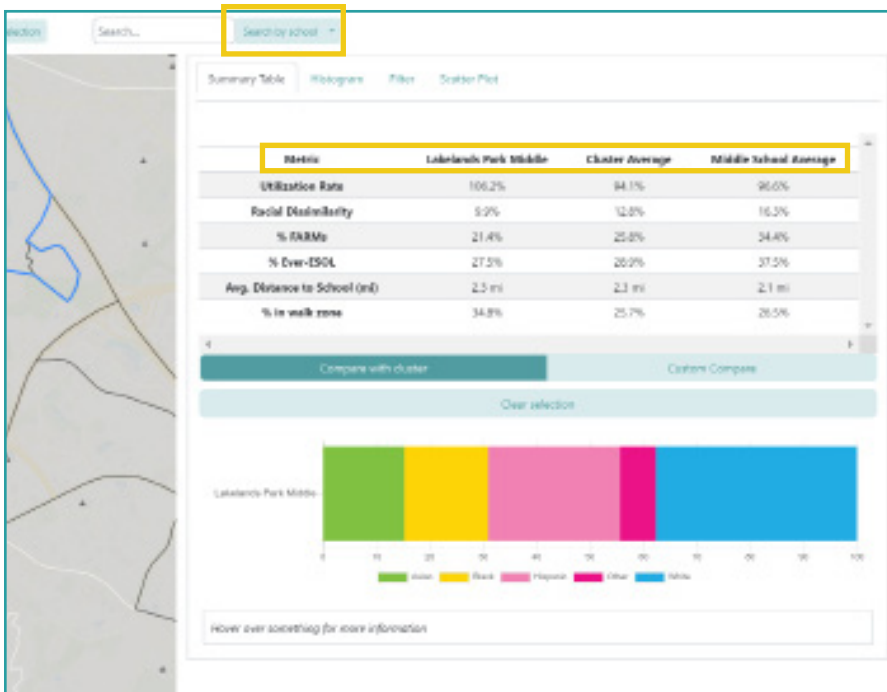 election Search... Search by school
Summary Table Histogram Filter Scatter Plot
Metric Lakelands Park Middle Cluster Average Middle School Average
Utilization Rate 106.2% 94.1% 96.6%
Racial Dissimilarity 9.9% 12.8% 16.3%
% FARMs 21.4% 25.8% 34.4%
% Ever-ESOL 27.5% 28.9% 37.5%
Avg. Distance to School (mi) 2.5 mi 2.3 mi 2.1 mi
% in walk zone 34.8% 25.7% 26.5%
Compare with cluster Custom Compare
Clear selection
Lakelands Park Middle
0 10 20 30 40 50 60 70 80 90 100
Asian Black Hispanic Other White
Hover over something for more information